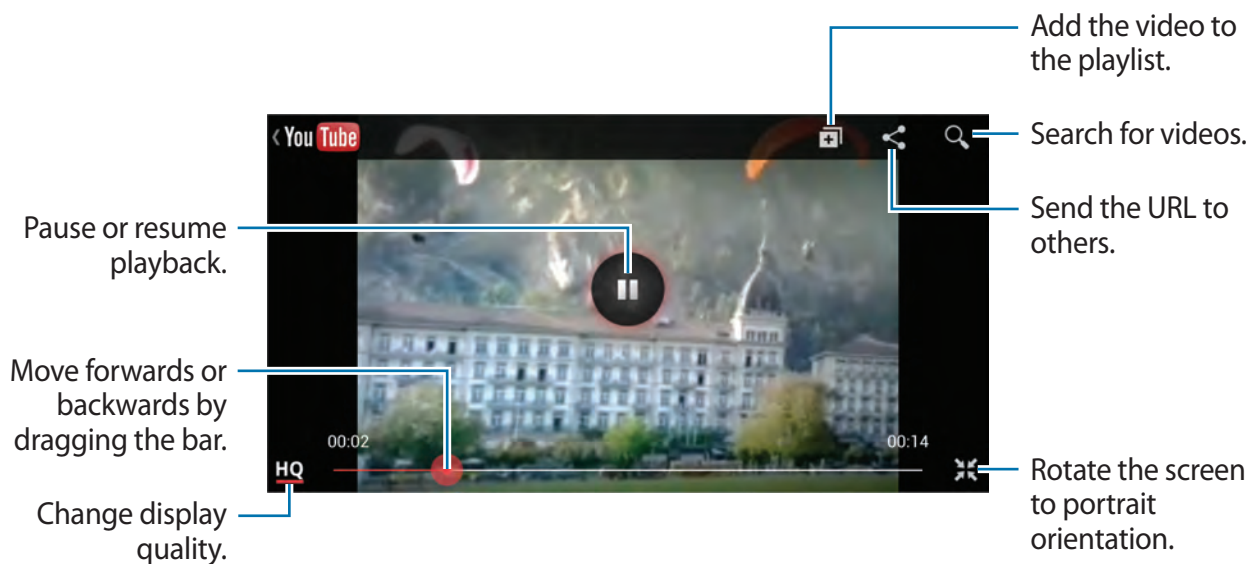 Add the video to
the playlist.
You Tube
Search for videos.
Send the URL to
others.
Pause or resume
playback.
Move forwards or
backwards by
dragging the bar.
00:02
00:14
HQ
Rotate the screen
to portrait
orientation.
Change display
quality.